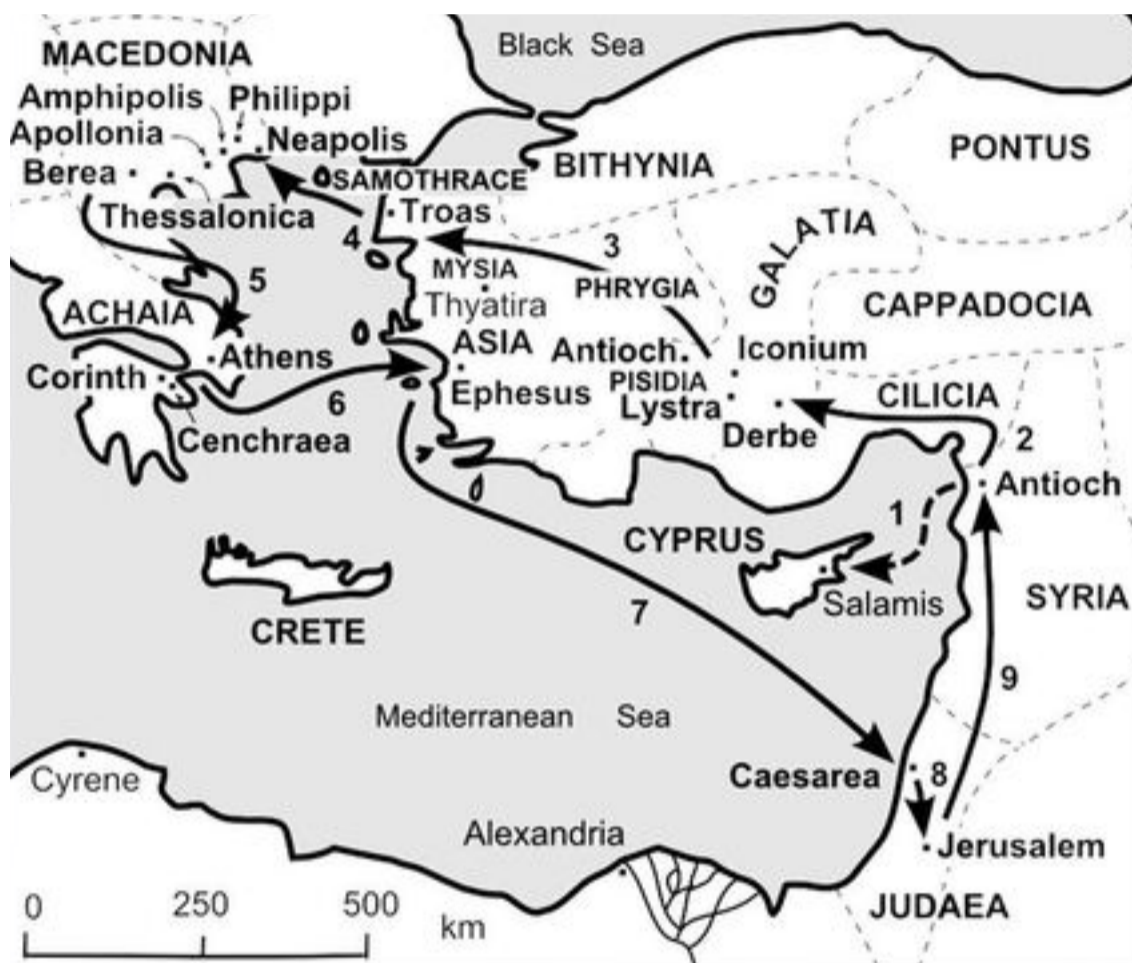 Black Sea
MACEDONIA
Amphipolis
Philippi
Apollonia
Neapolis
Berea
SAMOTHRACE
BITHYNIA
PONTUS
Thessalonica
Troas
4
3
GALATIA
MYSIA
PHRYGIA
5
Thyatira
CAPPADOCIA
ACHAIA
ASIA
Antioch
Iconium
Athens
Corinth
Ephesus
PISIDIA
Lystra
CILICIA
6
Derbe
2
Cenchraea
Antioch
1
CYPRUS
Salamis
SYRIA
7
CRETE
9
Mediterranean Sea
Cyrene
Caesarea
8
Alexandria
Jerusalem
JUDAEA
0 250 500
km